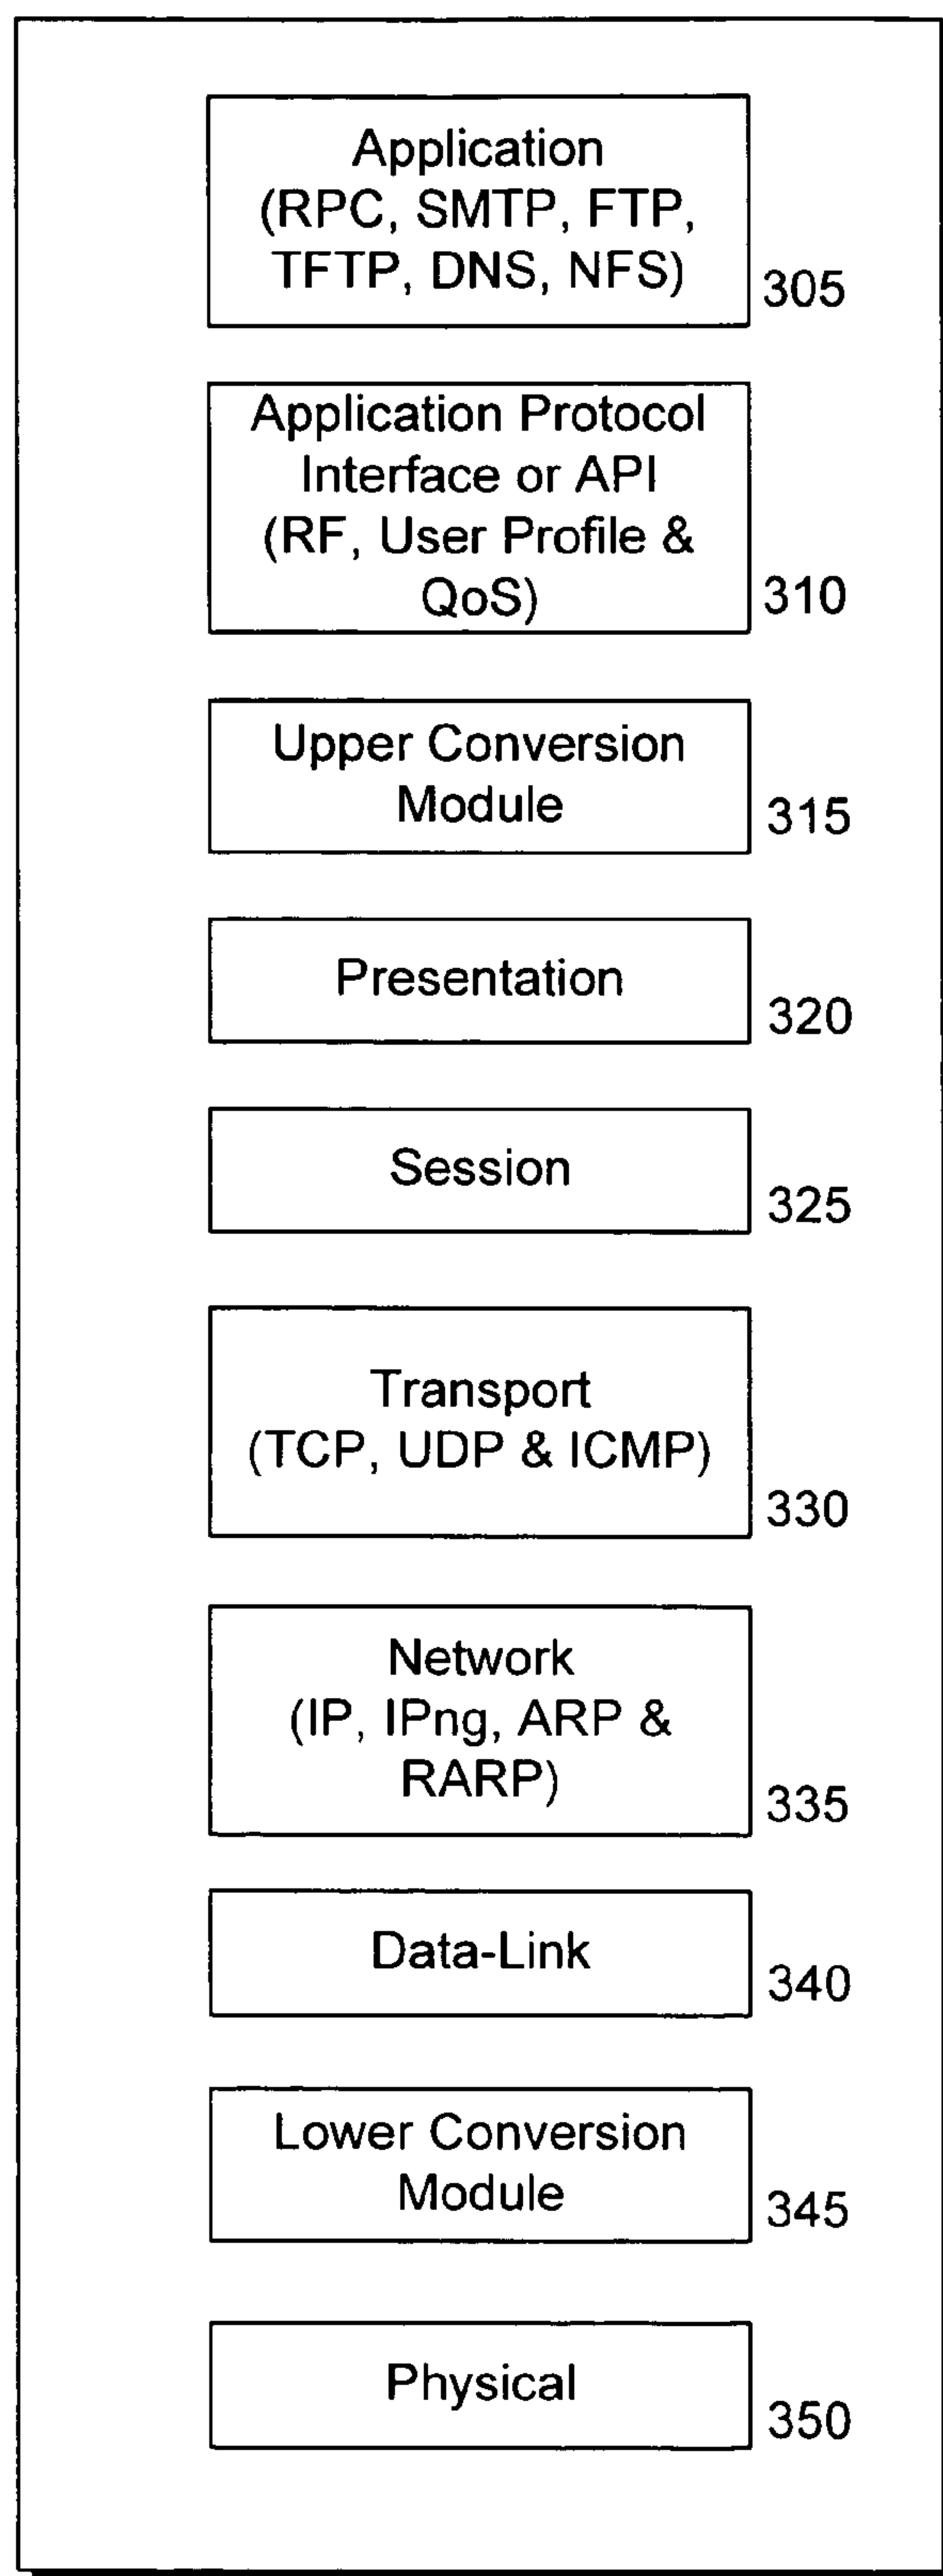 Application
(RPC, SMTP, FTP,
TFTP, DNS, NFS)
305
Application Protocol
Interface or API
(RF, User Profile &
QoS)
310
Upper Conversion
Module
315
Presentation
320
Session
325
Transport
(TCP, UDP & ICMP)
330
Network
(IP, IPng, ARP &
RARP)
335
Data-Link
340
Lower Conversion
Module
345
Physical
350